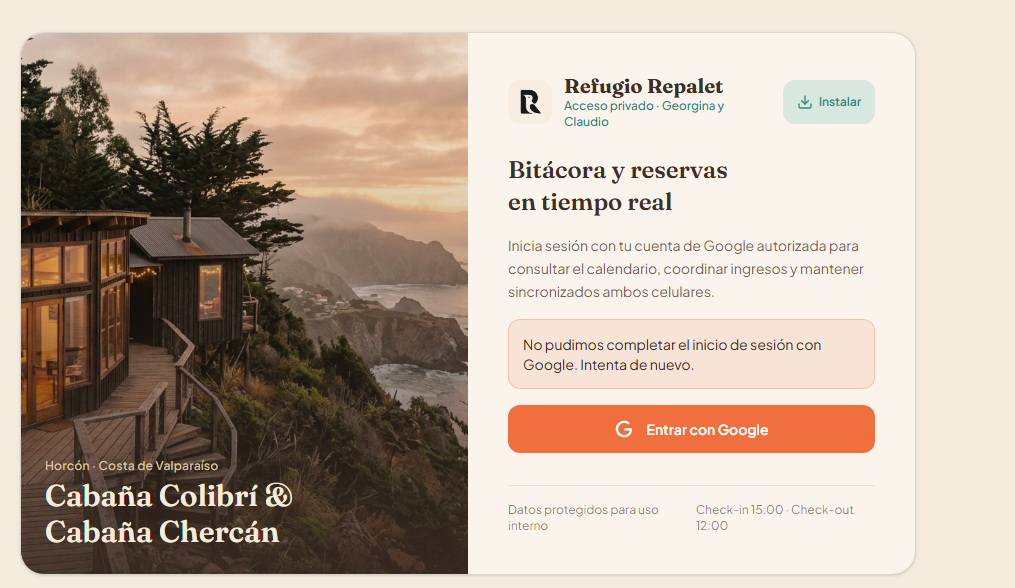 Horcón · Costa de Valparaíso
Cabaña Colibrí &
Cabaña Chercán
R
Refugio Repalet
Acceso privado · Georgina y
Claudio
Instalar
Bitácora y reservas
en tiempo real
Inicia sesión con tu cuenta de Google autorizada para
consultar el calendario, coordinar ingresos y mantener
sincronizados ambos celulares.
No pudimos completar el inicio de sesión con
Google. Intenta de nuevo.
G Entrar con Google
Datos protegidos para uso
interno
Check-in 15:00 · Check-out
12:00